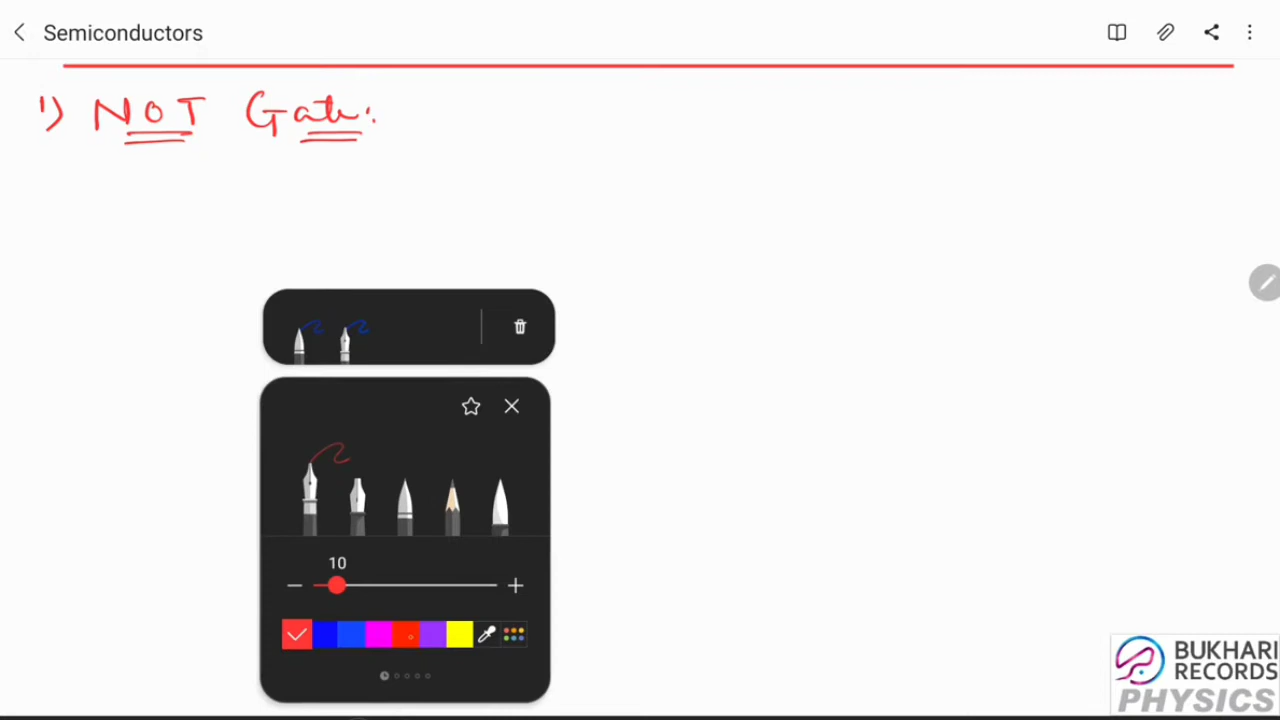 Semiconductors
1) NOT Gate:
10
BUKHARI
RECORDS
PHYSICS